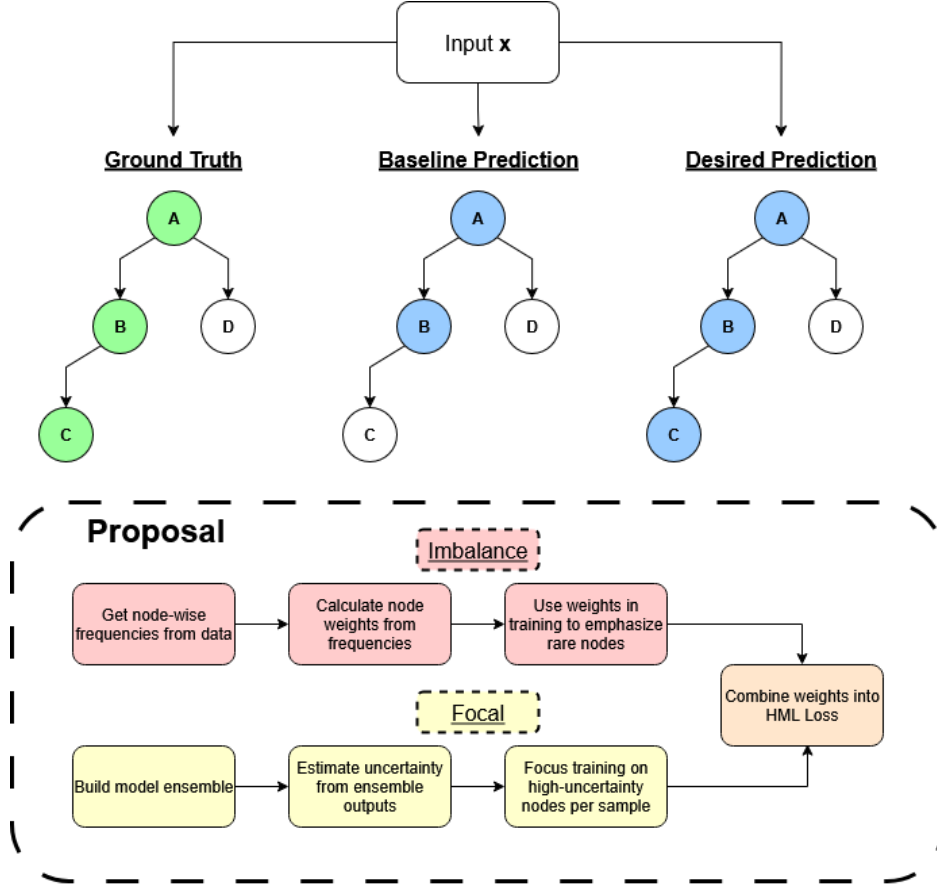 Input x
Ground Truth
Baseline Prediction
Desired Prediction
A
B
D
C
A
B
D
C
A
B
D
C
Proposal
Imbalance
Get node-wise
frequencies from data
Calculate node
weights from
frequencies
Use weights in
training to emphasize
rare nodes
Combine weights into
HML Loss
Focal
Build model ensemble
Estimate uncertainty
from ensemble
outputs
Focus training on
high-uncertainty
nodes per sample